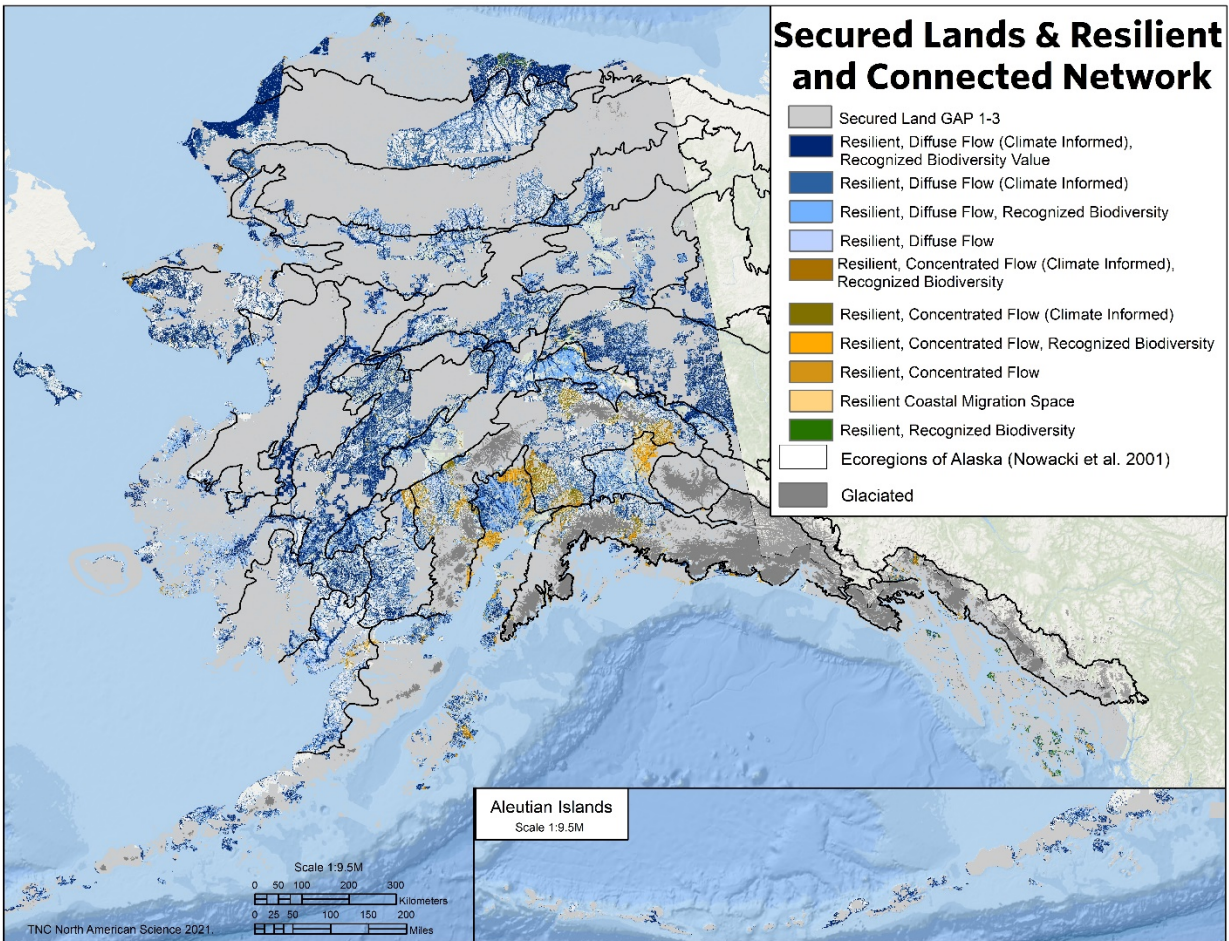 Secured Lands & Resilient
and Connected Network
Secured Land GAP 1-3
Resilient, Diffuse Flow (Climate Informed),
Recognized Biodiversity Value
Resilient, Diffuse Flow (Climate Informed)
Resilient, Diffuse Flow, Recognized Biodiversity
Resilient, Diffuse Flow
Resilient, Concentrated Flow (Climate Informed),
Recognized Biodiversity
Resilient, Concentrated Flow (Climate Informed)
Resilient, Concentrated Flow, Recognized Biodiversity
Resilient, Concentrated Flow
Resilient Coastal Migration Space
Resilient, Recognized Biodiversity
Ecoregions of Alaska (Nowacki et al. 2001)
Glaciated
Aleutian Islands
Scale 1:9.5M
Scale 1:9.5M
0 50 100 200 300
Kilometers
0 25 50 100 150 200
Miles
TNC North American Science 2021.